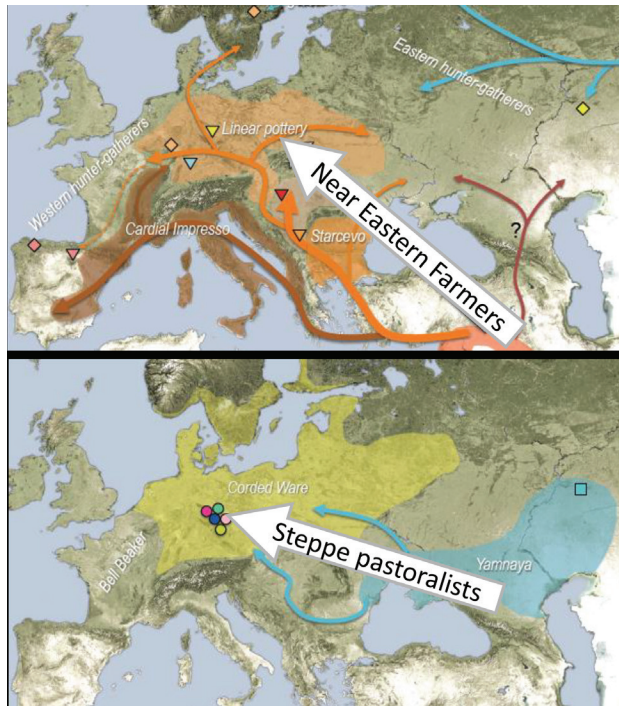 Eastern hunter-gatherers
Western hunter-gatherers
Linear pottery
Near Eastern Farmers
Cardial Impresso
Starcevo
?
Corded Ware
Bell Beaker
Steppe pastoralists
Yamnaya